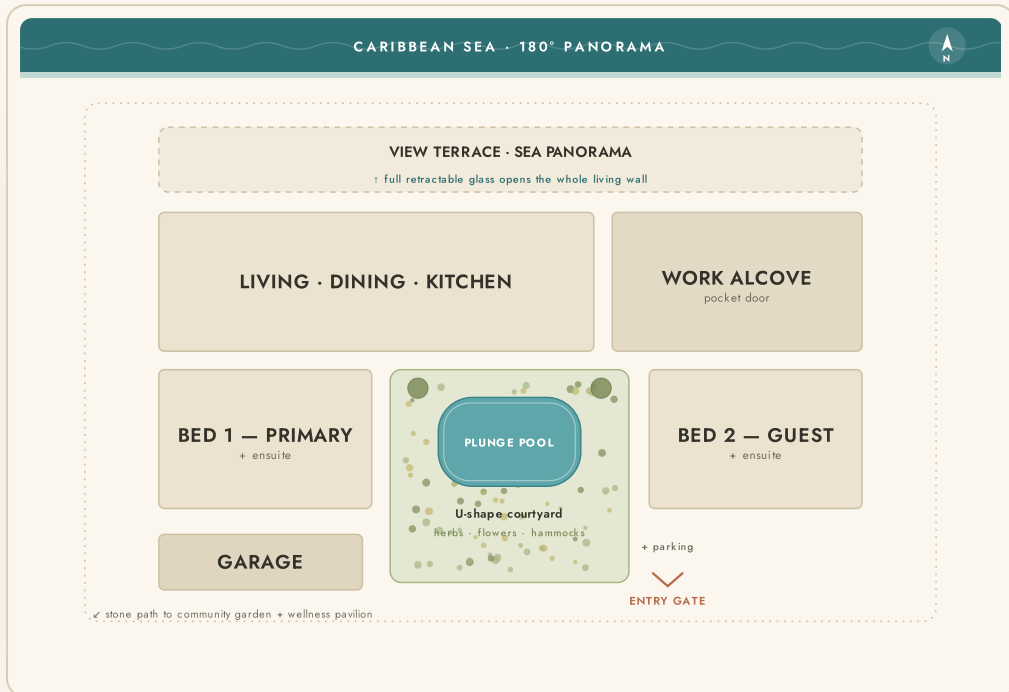 CARIBBEAN SEA · 180° PANORAMA
N
VIEW TERRACE · SEA PANORAMA
↑ full retractable glass opens the whole living wall
LIVING · DINING · KITCHEN
WORK ALCOVE
pocket door
BED 1 — PRIMARY
+ ensuite
PLUNGE POOL
BED 2 — GUEST
+ ensuite
U-shape courtyard
herbs · flowers · hammocks
+ parking
GARAGE
ENTRY GATE
↙ stone path to community garden + wellness pavilion